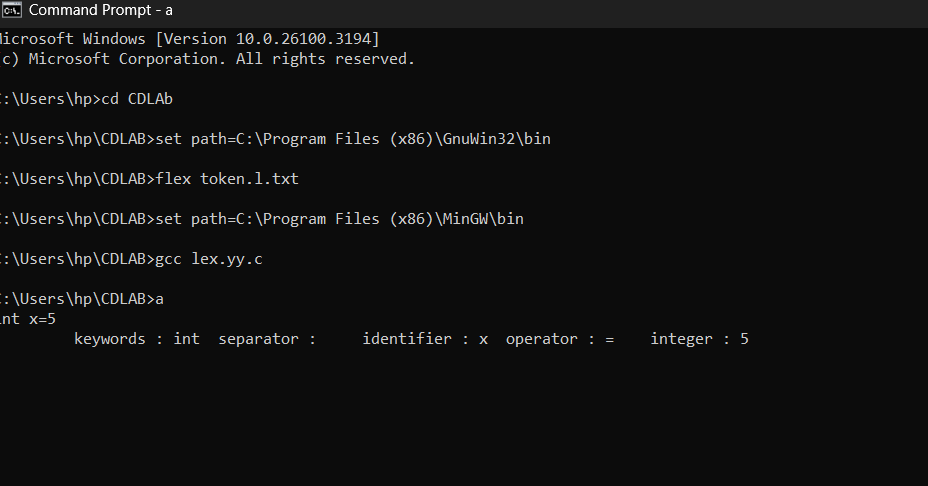 Command Prompt - a
Microsoft Windows [Version 10.0.26100.3194]
(c) Microsoft Corporation. All rights reserved.
C:\Users\hp>cd CDLAb
C:\Users\hp\CDLAB>set path=C:\Program Files (x86)\GnuWin32\bin
C:\Users\hp\CDLAB>flex token.l.txt
C:\Users\hp\CDLAB>set path=C:\Program Files (x86)\MinGW\bin
C:\Users\hp\CDLAB>gcc lex.yy.c
C:\Users\hp\CDLAB>a
int x=5
keywords : int  separator :     identifier : x  operator : =    integer : 5